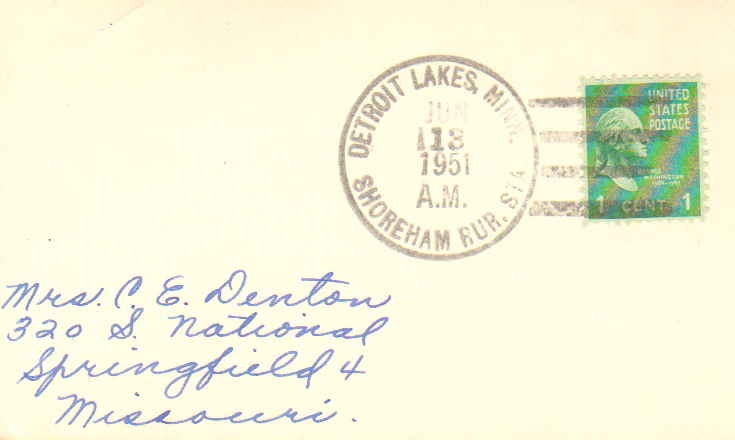 DETROIT LAKES, MINN.
JUN
13
1951
A.M.
SHOREHAM RUR. STA.
UNITED
STATES
POSTAGE
WASHINGTON
1 CENT 1
Mrs. C. E. Denton
320 S. National
Springfield 4
Missouri.